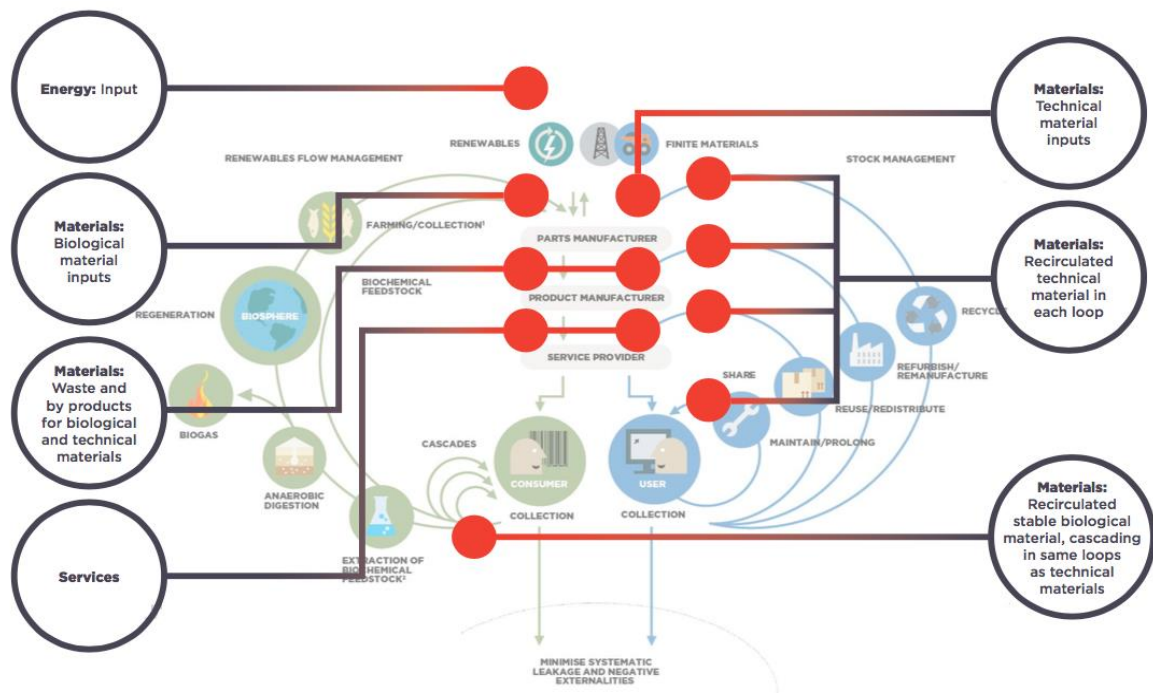 Energy: Input
Materials:
Biological
material
inputs
Materials:
Waste and
by products
for biological
and technical
materials
Services
RENEWABLES
FINITE MATERIALS
RENEWABLES FLOW MANAGEMENT
STOCK MANAGEMENT
FARMING/COLLECTION¹
PARTS MANUFACTURER
BIOCHEMICAL
FEEDSTOCK
PRODUCT MANUFACTURER
REGENERATION
BIOSPHERE
RECYCLE
SERVICE PROVIDER
SHARE
REFURBISH/
REMANUFACTURE
REUSE/REDISTRIBUTE
BIOGAS
CASCADES
MAINTAIN/PROLONG
CONSUMER
USER
ANAEROBIC
DIGESTION
COLLECTION
COLLECTION
EXTRACTION OF
BIOCHEMICAL
FEEDSTOCK²
MINIMISE SYSTEMATIC
LEAKAGE AND NEGATIVE
EXTERNALITIES
Materials:
Technical
material
inputs
Materials:
Recirculated
technical
material in
each loop
Materials:
Recirculated
stable biological
material, cascading
in same loops
as technical
materials